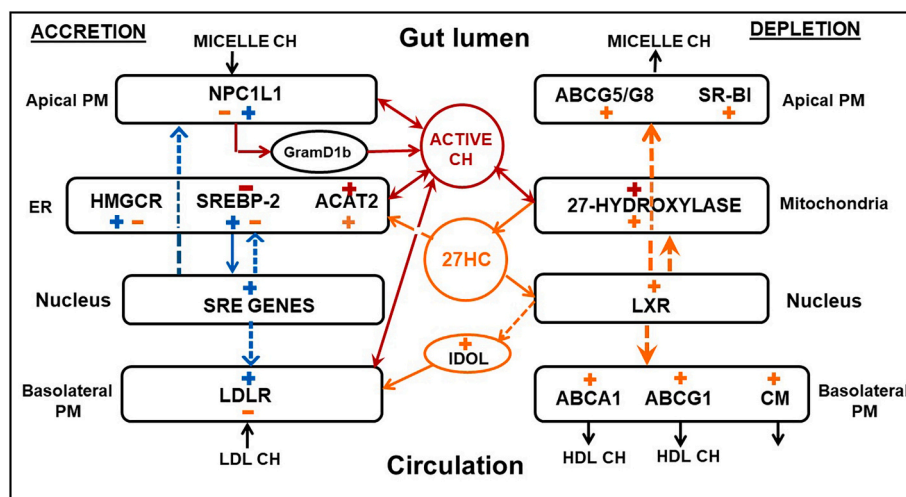 ACCRETION
Gut lumen
DEPLETION
MICELLE CH
MICELLE CH
Apical PM
NPC1L1
− +
GramD1b
ACTIVE
CH
ABCG5/G8 SR-BI
+ +
Apical PM
ER
− +
HMGCR SREBP-2 ACAT2
+ − + − +
+
27-HYDROXYLASE
+
Mitochondria
27HC
Nucleus
+
SRE GENES
+
LXR
Nucleus
+
IDOL
Basolateral
PM
+
LDLR
−
+ + +
ABCA1 ABCG1 CM
Basolateral
PM
LDL CH
Circulation
HDL CH
HDL CH